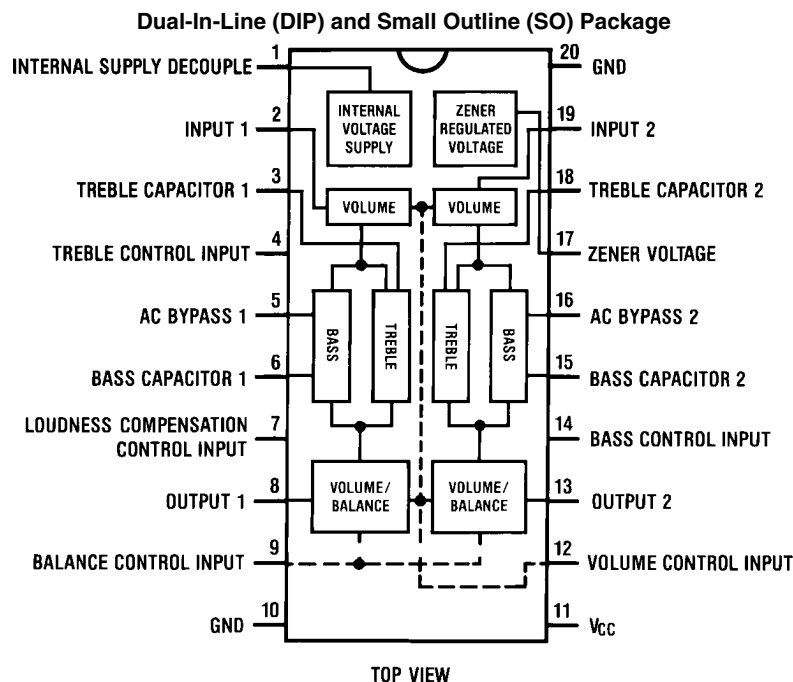 Dual-In-Line (DIP) and Small Outline (SO) Package
1
INTERNAL SUPPLY DECOUPLE
20
GND
INTERNAL
VOLTAGE
SUPPLY
ZENER
REGULATED
VOLTAGE
2
INPUT 1
19
INPUT 2
3
TREBLE CAPACITOR 1
18
TREBLE CAPACITOR 2
VOLUME
VOLUME
4
TREBLE CONTROL INPUT
17
ZENER VOLTAGE
5
AC BYPASS 1
16
AC BYPASS 2
BASS
TREBLE
TREBLE
BASS
6
BASS CAPACITOR 1
15
BASS CAPACITOR 2
LOUDNESS COMPENSATION
CONTROL INPUT
7
14
BASS CONTROL INPUT
8
OUTPUT 1
VOLUME/
BALANCE
VOLUME/
BALANCE
13
OUTPUT 2
9
BALANCE CONTROL INPUT
12
VOLUME CONTROL INPUT
10
GND
11
VCC
TOP VIEW